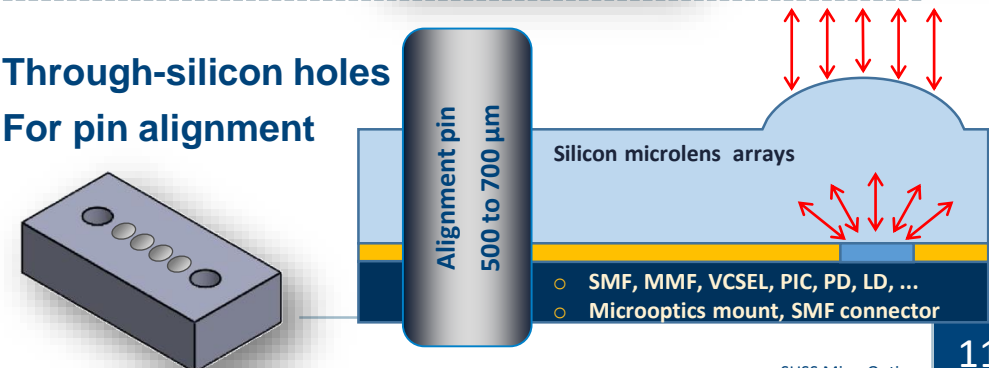 Through-silicon holes
For pin alignment
Alignment pin
500 to 700 µm
Silicon microlens arrays
o SMF, MMF, VCSEL, PIC, PD, LD, ...
o Microoptics mount, SMF connector
11